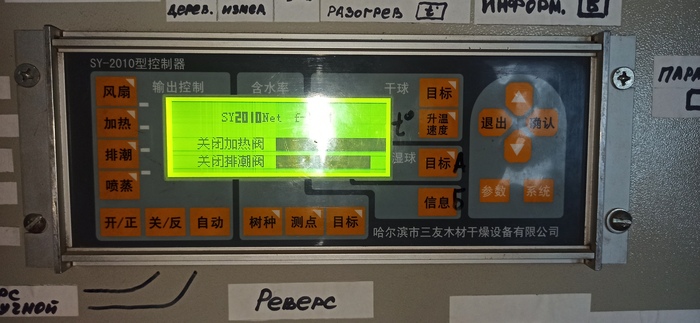 дерев. измеа
РАЗОГРЕВ t°
ИНФОРМ. Б
SY-2010型控制器
风扇 输出控制 含水率 干球 目标
加热 升温速度
排潮 湿球 目标 А
喷蒸 信息 Б
SY2010Net
关闭加热阀
关闭排潮阀
t°
退出 确认
参数 系统
开/正 关/反 自动 树种 测点 目标
哈尔滨市三友木材干燥设备有限公司
ПАРА
УЧНОЙ
РЕВЕРС